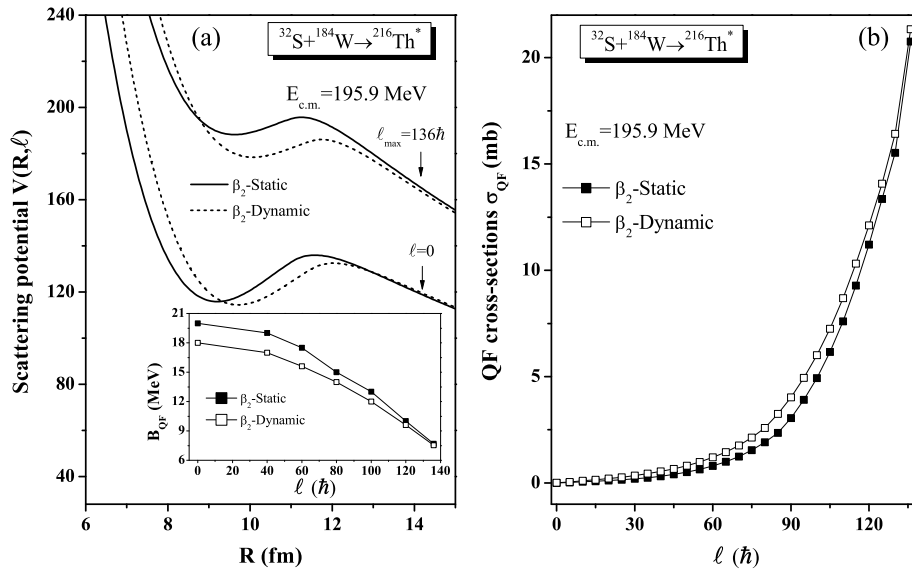 (a)
³²S+¹⁸⁴W→²¹⁶Th*
E_c.m.=195.9 MeV
ℓ_max=136ħ
β₂-Static
β₂-Dynamic
ℓ=0
Scattering potential V(R,ℓ)
240
200
160
120
80
40
6
8
10
12
14
R (fm)
B_QF (MeV)
21
18
15
12
9
6
β₂-Static
β₂-Dynamic
0
20
40
60
80
100
120
140
ℓ (ħ)
(b)
³²S+¹⁸⁴W→²¹⁶Th*
E_c.m.=195.9 MeV
β₂-Static
β₂-Dynamic
QF cross-sections σ_QF (mb)
20
15
10
5
0
0
30
60
90
120
ℓ (ħ)